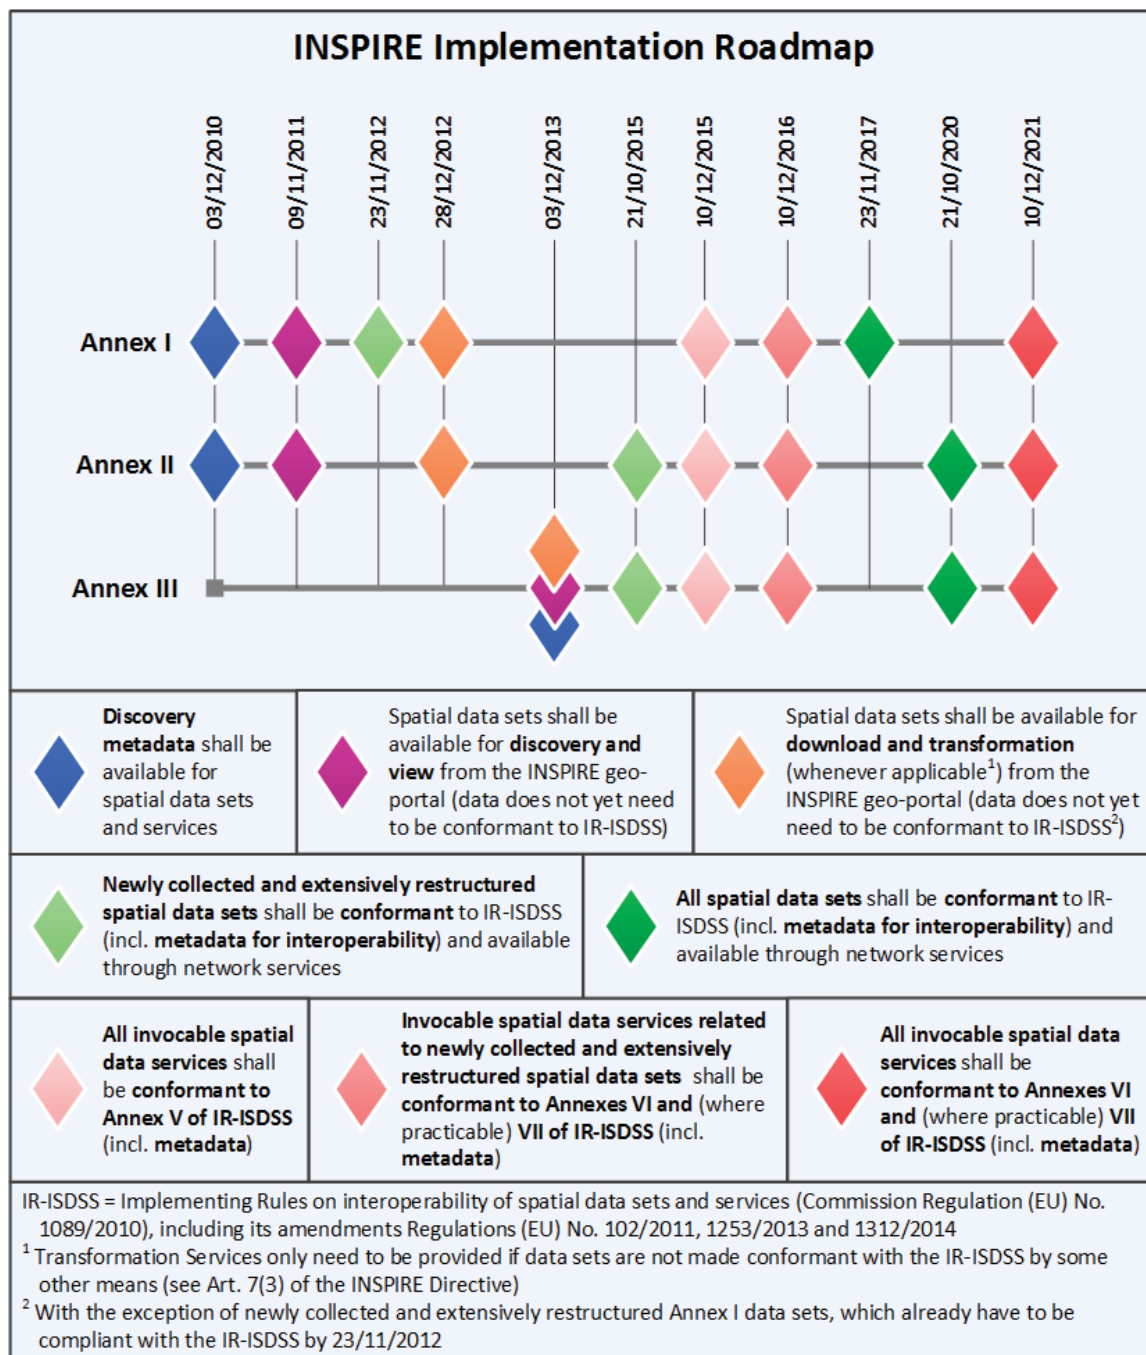 INSPIRE Implementation Roadmap
03/12/2010
09/11/2011
23/11/2012
28/12/2012
03/12/2013
21/10/2015
10/12/2015
10/12/2016
23/11/2017
21/10/2020
10/12/2021
Annex I
Annex II
Annex III
Discovery
metadata shall be
available for
spatial data sets
and services
Spatial data sets shall be
available for discovery and
view from the INSPIRE geo-
portal (data does not yet need
to be conformant to IR-ISDSS)
Spatial data sets shall be available for
download and transformation
(whenever applicable1) from the
INSPIRE geo-portal (data does not yet
need to be conformant to IR-ISDSS2)
Newly collected and extensively restructured
spatial data sets shall be conformant to IR-ISDSS
(incl. metadata for interoperability) and available
through network services
All spatial data sets shall be conformant to IR-
ISDSS (incl. metadata for interoperability) and
available through network services
All invocable spatial
data services shall
be conformant to
Annex V of IR-ISDSS
(incl. metadata)
Invocable spatial data services related
to newly collected and extensively
restructured spatial data sets shall be
conformant to Annexes VI and (where
practicable) VII of IR-ISDSS (incl.
metadata)
All invocable spatial data
services shall be
conformant to Annexes VI
and (where practicable) VII
of IR-ISDSS (incl. metadata)
IR-ISDSS = Implementing Rules on interoperability of spatial data sets and services (Commission Regulation (EU) No.
1089/2010), including its amendments Regulations (EU) No. 102/2011, 1253/2013 and 1312/2014
1 Transformation Services only need to be provided if data sets are not made conformant with the IR-ISDSS by some
other means (see Art. 7(3) of the INSPIRE Directive)
2 With the exception of newly collected and extensively restructured Annex I data sets, which already have to be
compliant with the IR-ISDSS by 23/11/2012